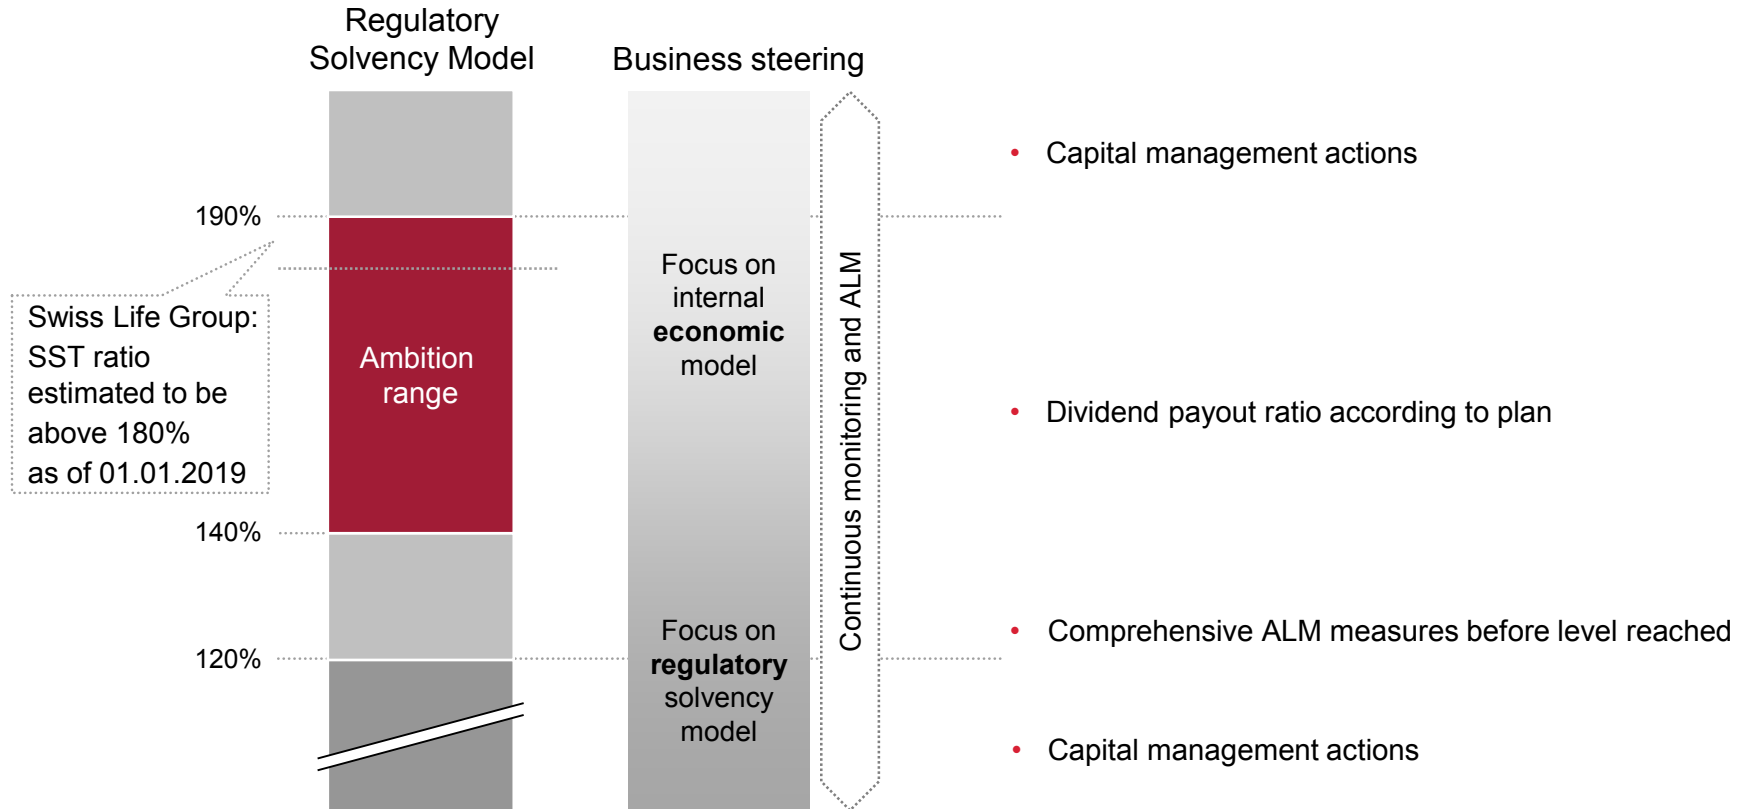 Regulatory
Solvency Model
Business steering
190%
140%
120%
Swiss Life Group:
SST ratio
estimated to be
above 180%
as of 01.01.2019
Ambition
range
Focus on
internal
economic
model
Focus on
regulatory
solvency
model
Continuous monitoring and ALM
• Capital management actions
• Dividend payout ratio according to plan
• Comprehensive ALM measures before level reached
• Capital management actions